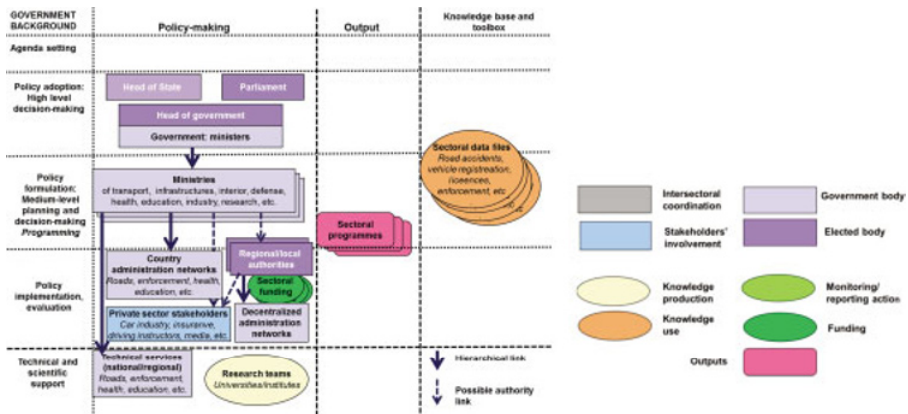 GOVERNMENT
BACKGROUND
Policy-making
Output
Knowledge base and
toolbox
Agenda setting
Policy adoption:
High level
decision-making
Head of State
Parliament
Head of government
Government: ministers
Policy
formulation:
Medium-level
planning and
decision-making
Programming
Ministries
of transport, infrastructures, interior, defense,
health, education, industry, research, etc.
Sectoral data files
Road accidents,
vehicle registreation,
liceences,
enforcement, etc
Sectoral
programmes
Policy
implementation,
evaluation
Country
administration networks
Roads, enforcement, health,
education, etc.
Regional/local
authorities
Sectoral
funding
Private sector stakeholders
Car industry, insurance,
driving instructors, media, etc.
Decentralized
administration
networks
Technical and
scientific
support
Technical services
(national/regional)
Roads, enforcement,
health, education, etc.
Research teams
Universities/institutes
Hierarchical link
Possible authority
link
Intersectoral
coordination
Government body
Stakeholders'
involvement
Elected body
Knowledge
production
Monitoring/
reporting action
Knowledge
use
Funding
Outputs